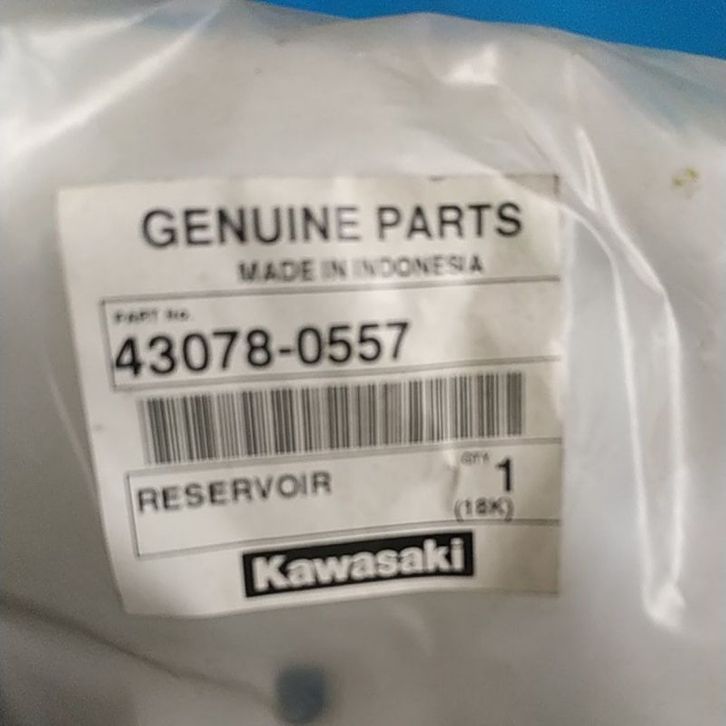 GENUINE PARTS
MADE IN INDONESIA
PART No.
43078-0557
RESERVOIR
QTY 1
(18K)
Kawasaki